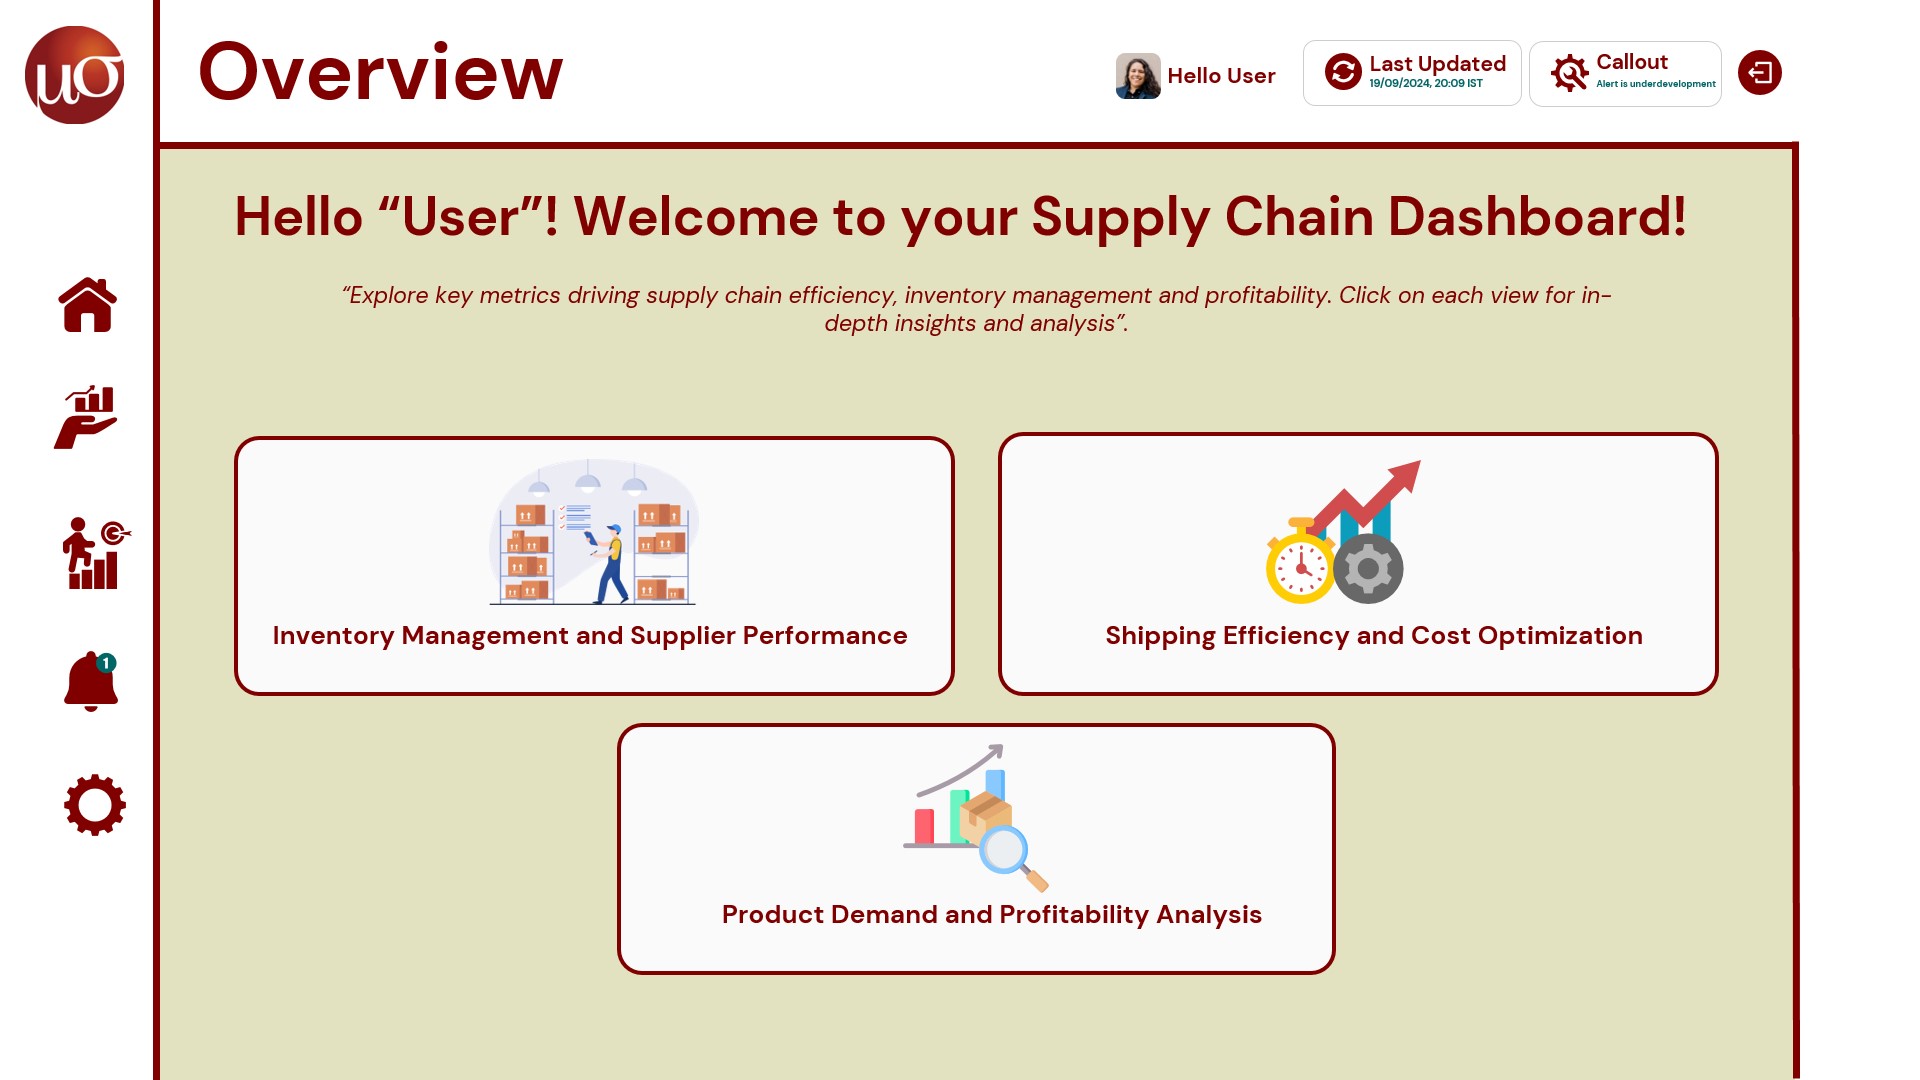 μσ
Overview
Hello User
Last Updated
19/09/2024, 20:09 IST
Callout
Alert is underdevelopment
Hello “User”! Welcome to your Supply Chain Dashboard!
“Explore key metrics driving supply chain efficiency, inventory management and profitability. Click on each view for in-
depth insights and analysis”.
1
Inventory Management and Supplier Performance
Shipping Efficiency and Cost Optimization
Product Demand and Profitability Analysis